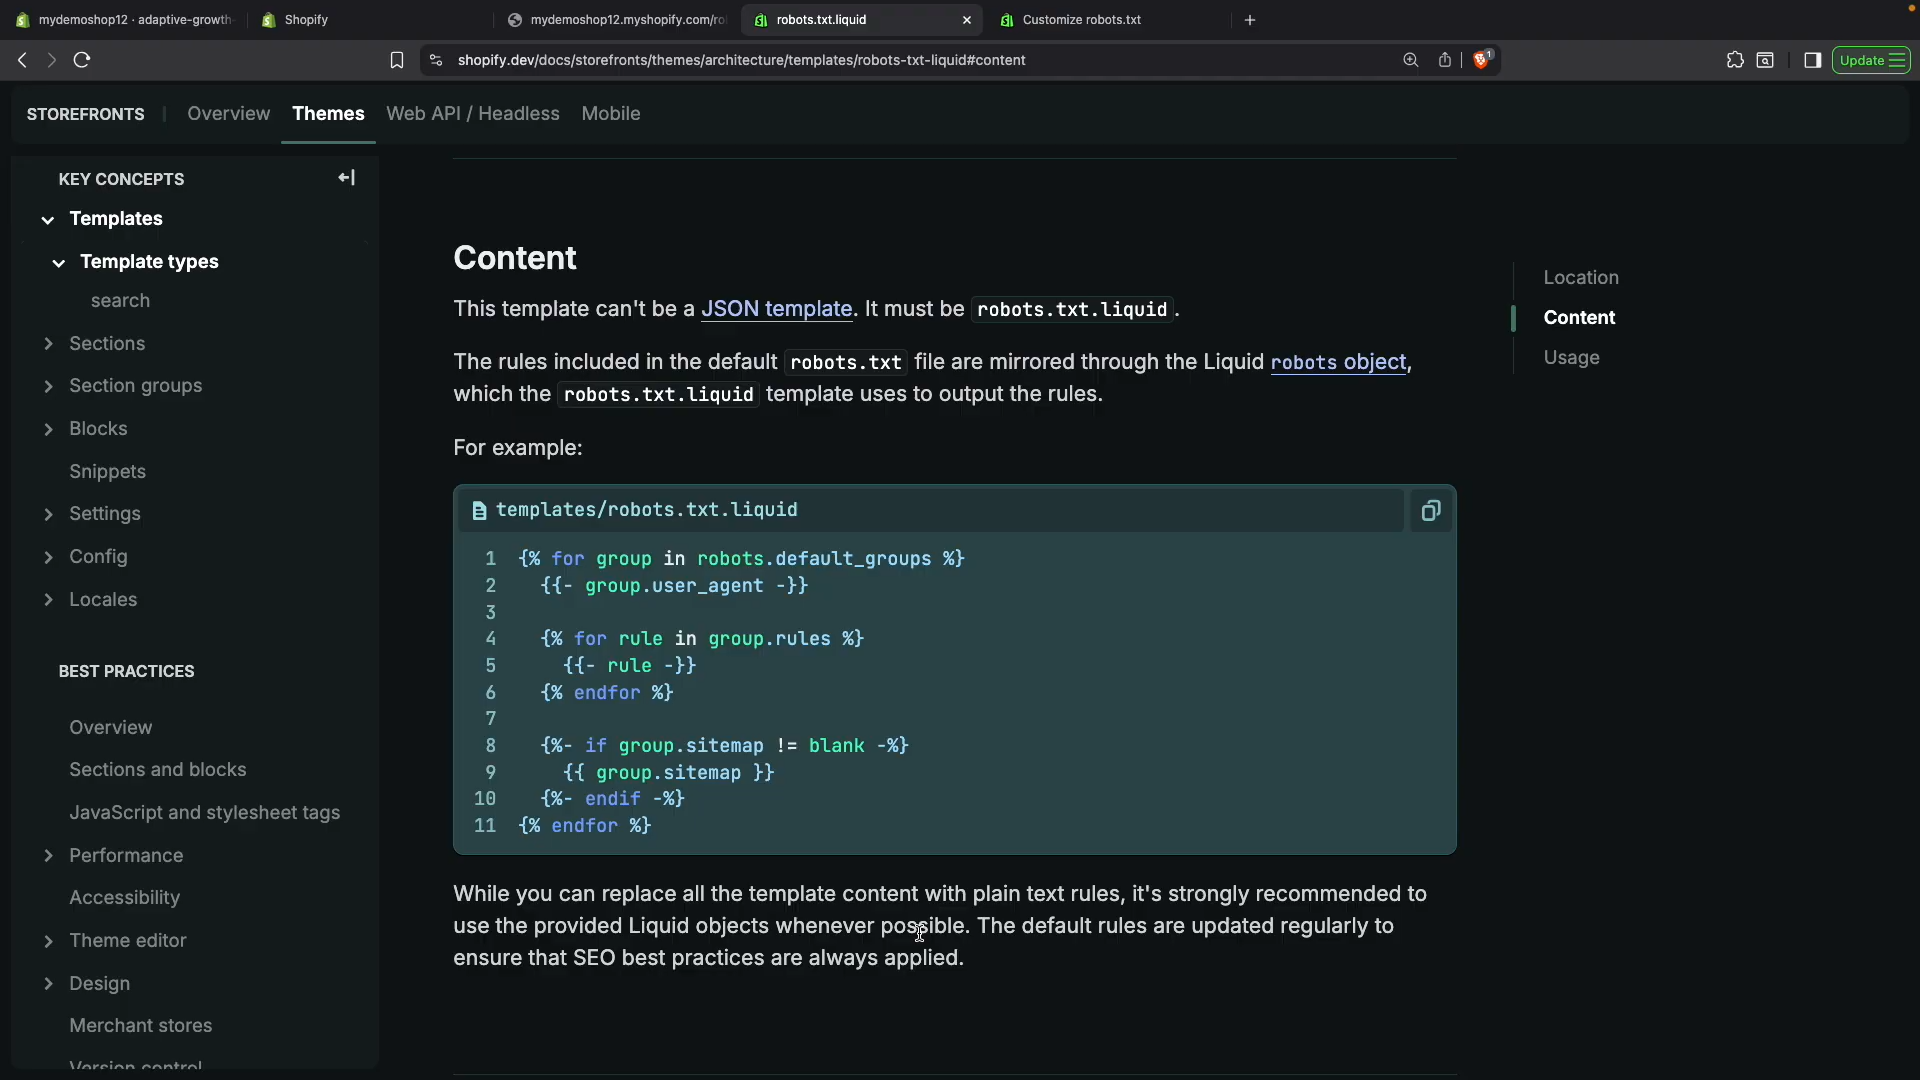 mydemoshop12 · adaptive-growth-
Shopify
mydemoshop12.myshopify.com/ro
robots.txt.liquid
Customize robots.txt
shopify.dev/docs/storefronts/themes/architecture/templates/robots-txt-liquid#content
1
Update
STOREFRONTS
Overview
Themes
Web API / Headless
Mobile
KEY CONCEPTS
Templates
Template types
search
Sections
Section groups
Blocks
Snippets
Settings
Config
Locales
BEST PRACTICES
Overview
Sections and blocks
JavaScript and stylesheet tags
Performance
Accessibility
Theme editor
Design
Merchant stores
Version control
Content
This template can't be a JSON template. It must be robots.txt.liquid.
The rules included in the default robots.txt file are mirrored through the Liquid robots object,
which the robots.txt.liquid template uses to output the rules.
For example:
templates/robots.txt.liquid
1 {% for group in robots.default_groups %}
2 {{- group.user_agent -}}
3
4 {% for rule in group.rules %}
5 {{- rule -}}
6 {% endfor %}
7
8 {%- if group.sitemap != blank -%}
9 {{ group.sitemap }}
10 {%- endif -%}
11 {% endfor %}
While you can replace all the template content with plain text rules, it's strongly recommended to
use the provided Liquid objects whenever possible. The default rules are updated regularly to
ensure that SEO best practices are always applied.
Location
Content
Usage